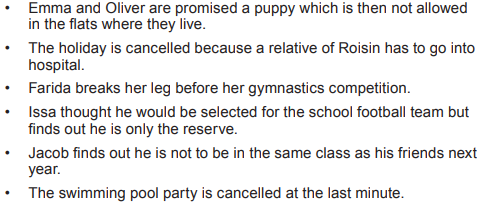 • Emma and Oliver are promised a puppy which is then not allowed
in the flats where they live.
• The holiday is cancelled because a relative of Roisin has to go into
hospital.
• Farida breaks her leg before her gymnastics competition.
• Issa thought he would be selected for the school football team but
finds out he is only the reserve.
• Jacob finds out he is not to be in the same class as his friends next
year.
• The swimming pool party is cancelled at the last minute.